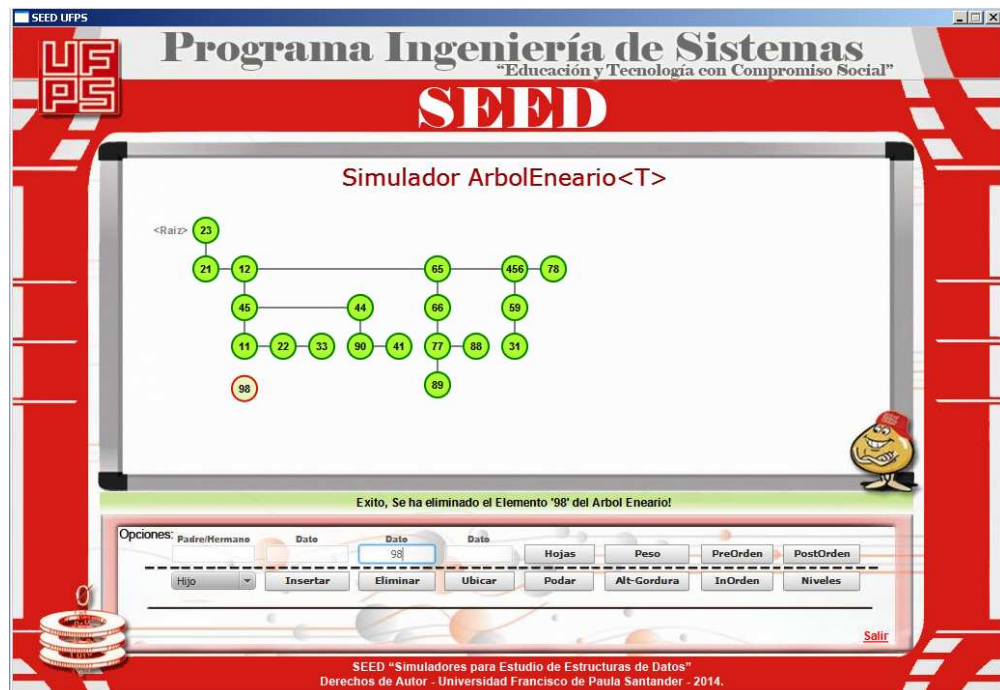 SEED UFPS
UFPS
Programa Ingeniería de Sistemas
“Educación y Tecnología con Compromiso Social”
SEED
Simulador ArbolEneario<T>
<Raiz> 23
21 12 65 456 78
45 44 66 59
11 22 33 90 41 77 88 31
98 89
Exito, Se ha eliminado el Elemento '98' del Arbol Eneario!
Opciones: Padre/Hermano Dato Dato Dato
98 Hojas Peso PreOrden PostOrden
Hijo Insertar Eliminar Ubicar Podar Alt-Gordura InOrden Niveles
Salir
SEED “Simuladores para Estudio de Estructuras de Datos”
Derechos de Autor - Universidad Francisco de Paula Santander - 2014.